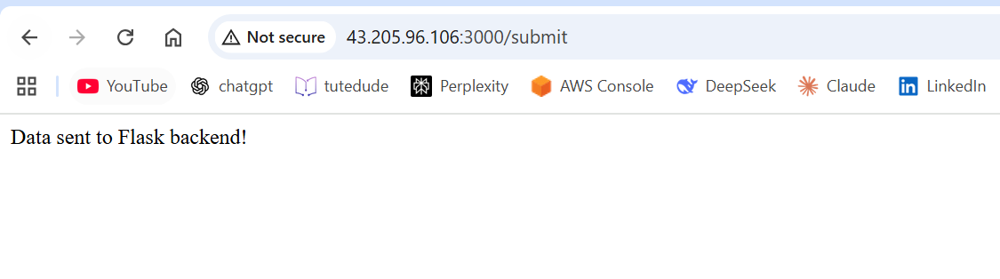 Not secure 43.205.96.106:3000/submit
YouTube chatgpt tutedude Perplexity AWS Console DeepSeek Claude LinkedIn
Data sent to Flask backend!